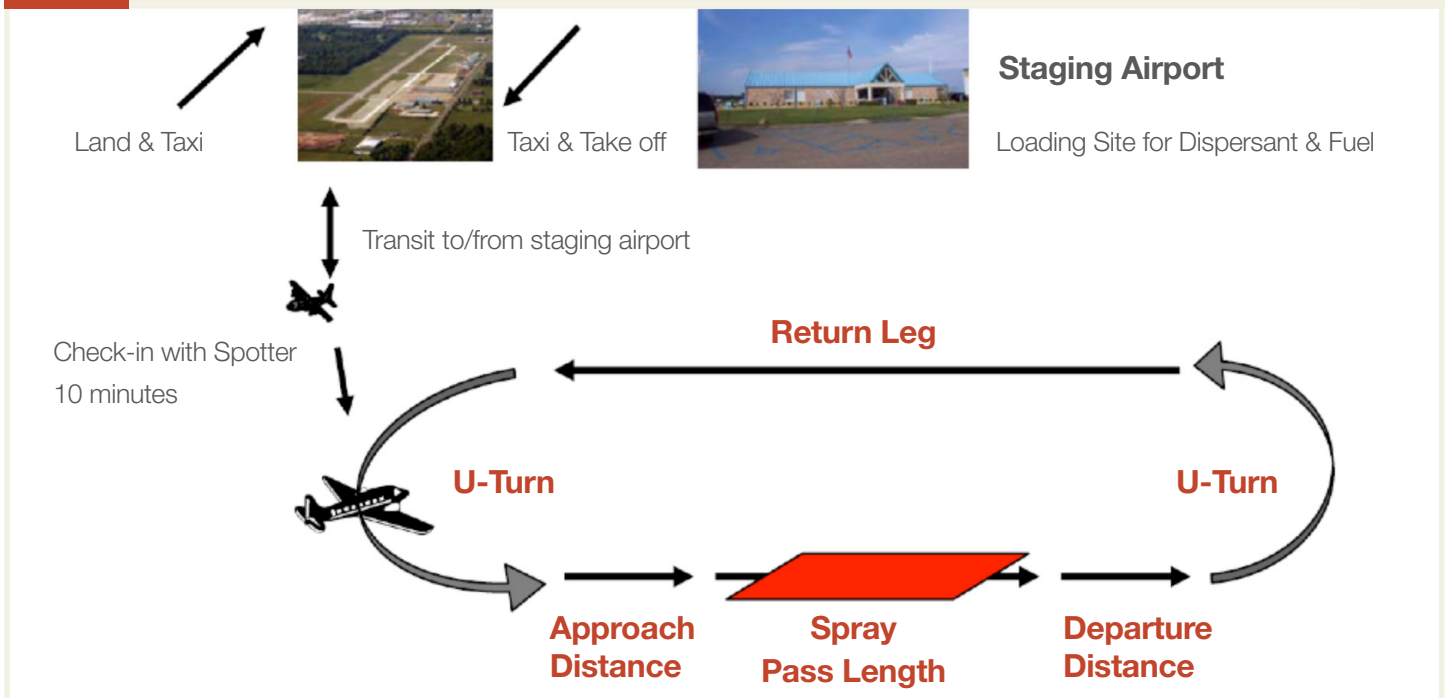 Staging Airport
Land & Taxi
Taxi & Take off
Loading Site for Dispersant & Fuel
Transit to/from staging airport
Check-in with Spotter
10 minutes
Return Leg
U-Turn
U-Turn
Approach
Distance
Spray
Pass Length
Departure
Distance